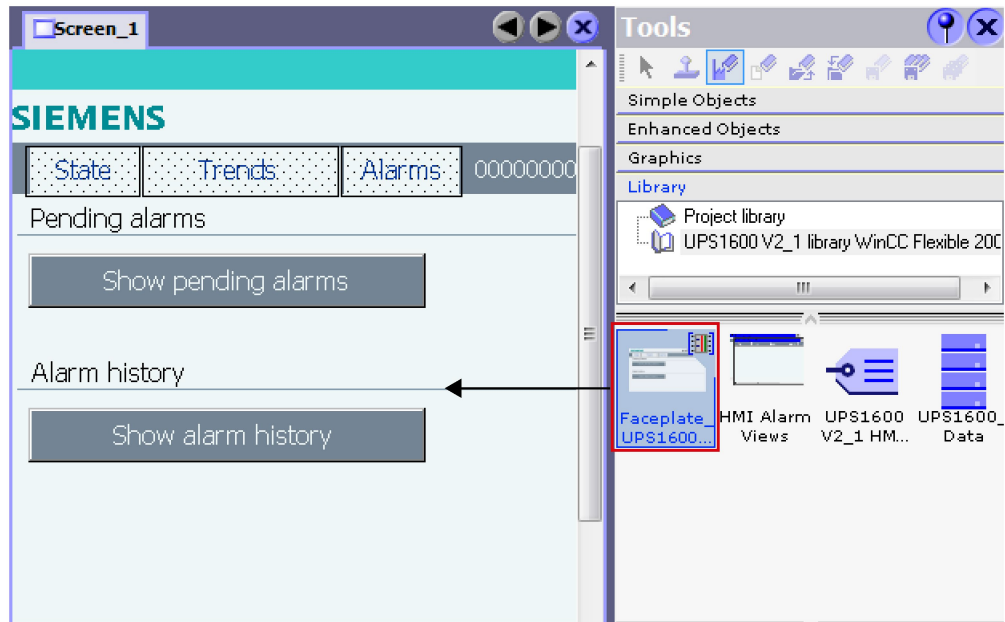 Screen_1
SIEMENS
State Trends Alarms 00000000
Pending alarms
Show pending alarms
Alarm history
Show alarm history
Tools
Simple Objects
Enhanced Objects
Graphics
Library
Project library
UPS1600 V2_1 library WinCC Flexible 200
Faceplate_
UPS1600...
HMI Alarm
Views
UPS1600
V2_1 HM...
UPS1600_
Data